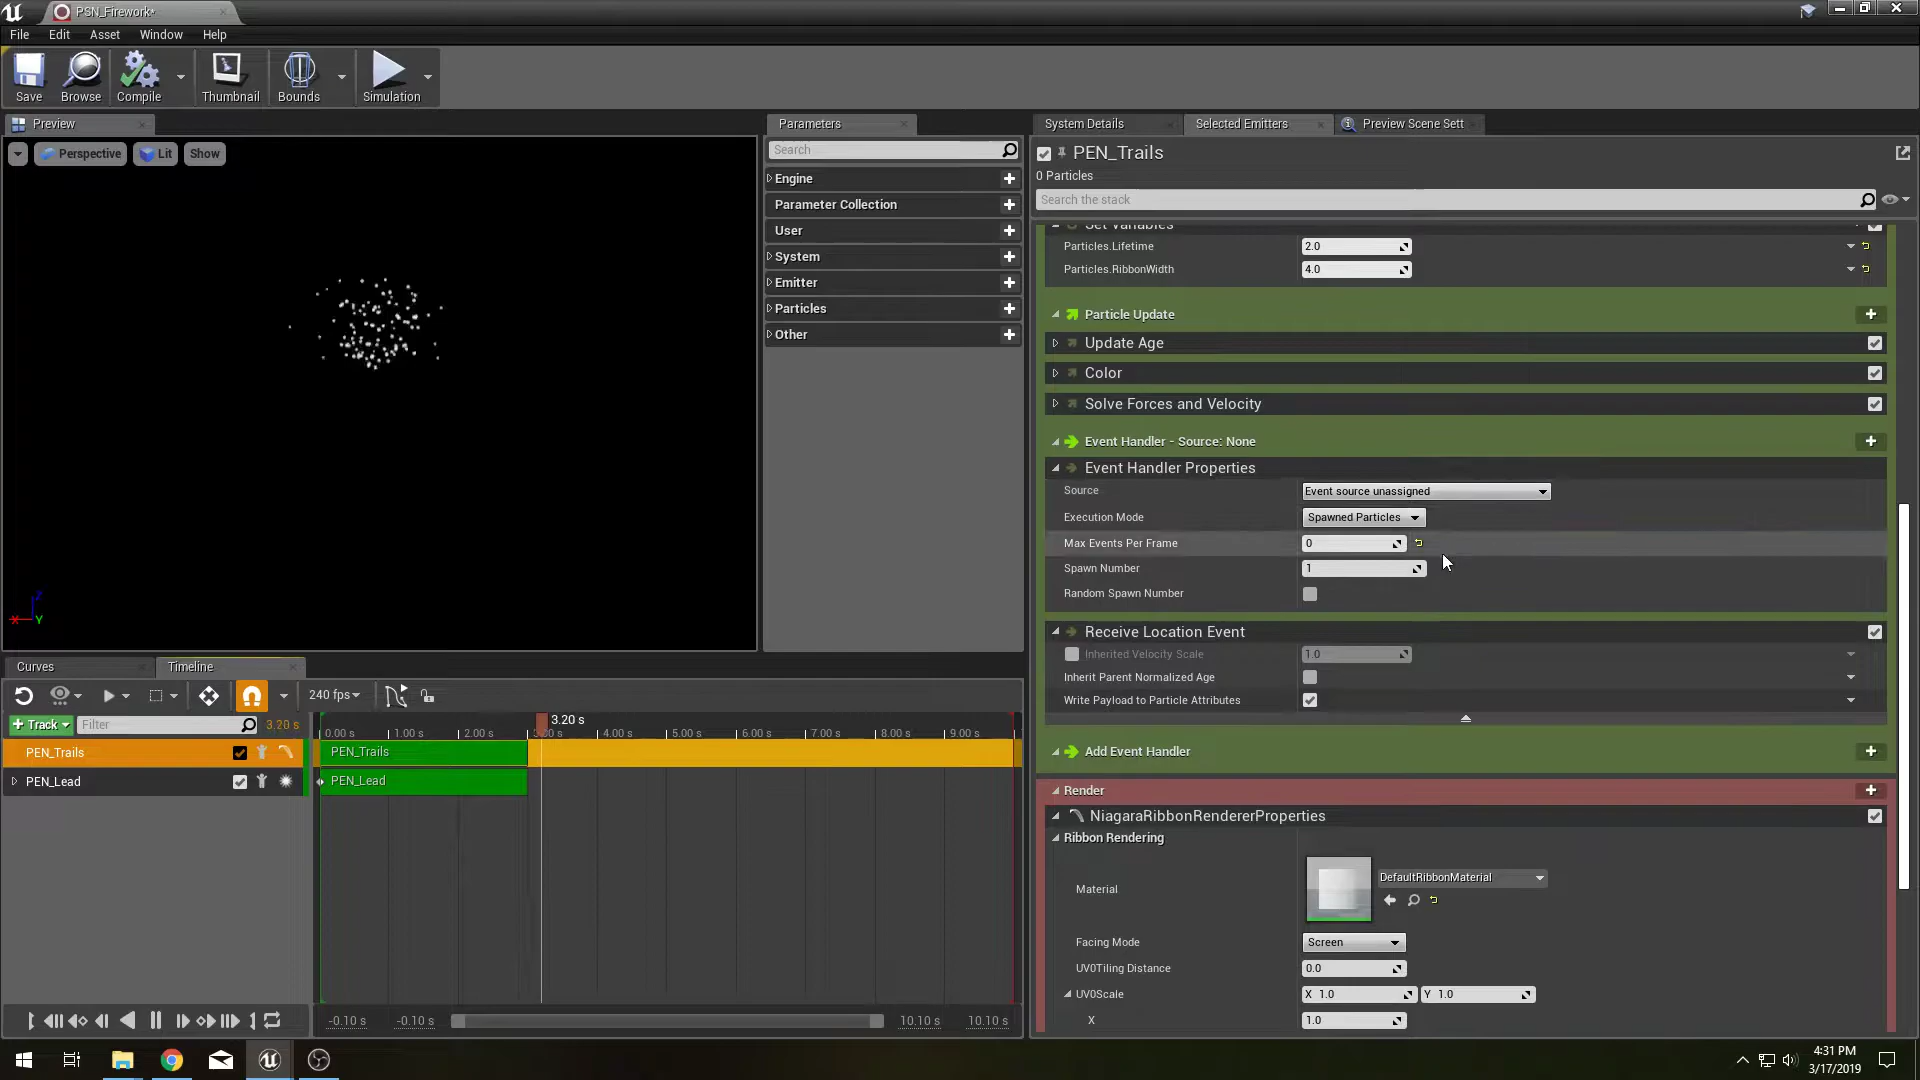 PSN_Firework*
File Edit Asset Window Help
Save Browse Compile Thumbnail Bounds Simulation
Preview
Perspective Lit Show
Parameters
Search
Engine
Parameter Collection
User
System
Emitter
Particles
Other
System Details Selected Emitters Preview Scene Sett
PEN_Trails
0 Particles
Search the stack
Set Variables
Particles.Lifetime 2.0
Particles.RibbonWidth 4.0
Particle Update
Update Age
Color
Solve Forces and Velocity
Event Handler - Source: None
Event Handler Properties
Source Event source unassigned
Execution Mode Spawned Particles
Max Events Per Frame 0
Spawn Number 1
Random Spawn Number
Receive Location Event
Inherited Velocity Scale 1.0
Inherit Parent Normalized Age
Write Payload to Particle Attributes
Add Event Handler
Render
NiagaraRibbonRendererProperties
Ribbon Rendering
Material DefaultRibbonMaterial
Facing Mode Screen
UV0Tiling Distance 0.0
UV0Scale X 1.0 Y 1.0
X 1.0
Z
X Y
Curves Timeline
240 fps
Track Filter 3.20 s
3.20 s
0.00 s 1.00 s 2.00 s 4.00 s 5.00 s 6.00 s 7.00 s 8.00 s 9.00 s
PEN_Trails PEN_Trails
PEN_Lead PEN_Lead
-0.10 s -0.10 s 10.10 s 10.10 s
4:31 PM
3/17/2019